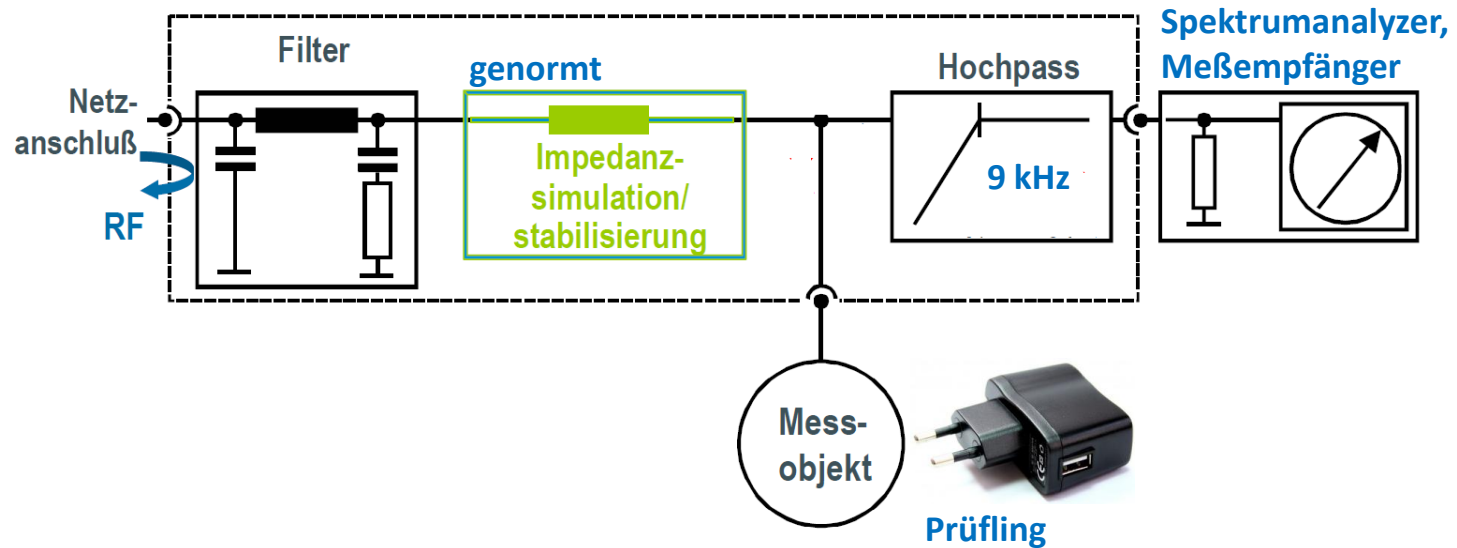 Filter
Netz-
anschluß
RF
genormt
Impedanz-
simulation/
stabilisierung
Hochpass
9 kHz
Spektrumanalyzer,
Meßempfänger
Mess-
objekt
Prüfling